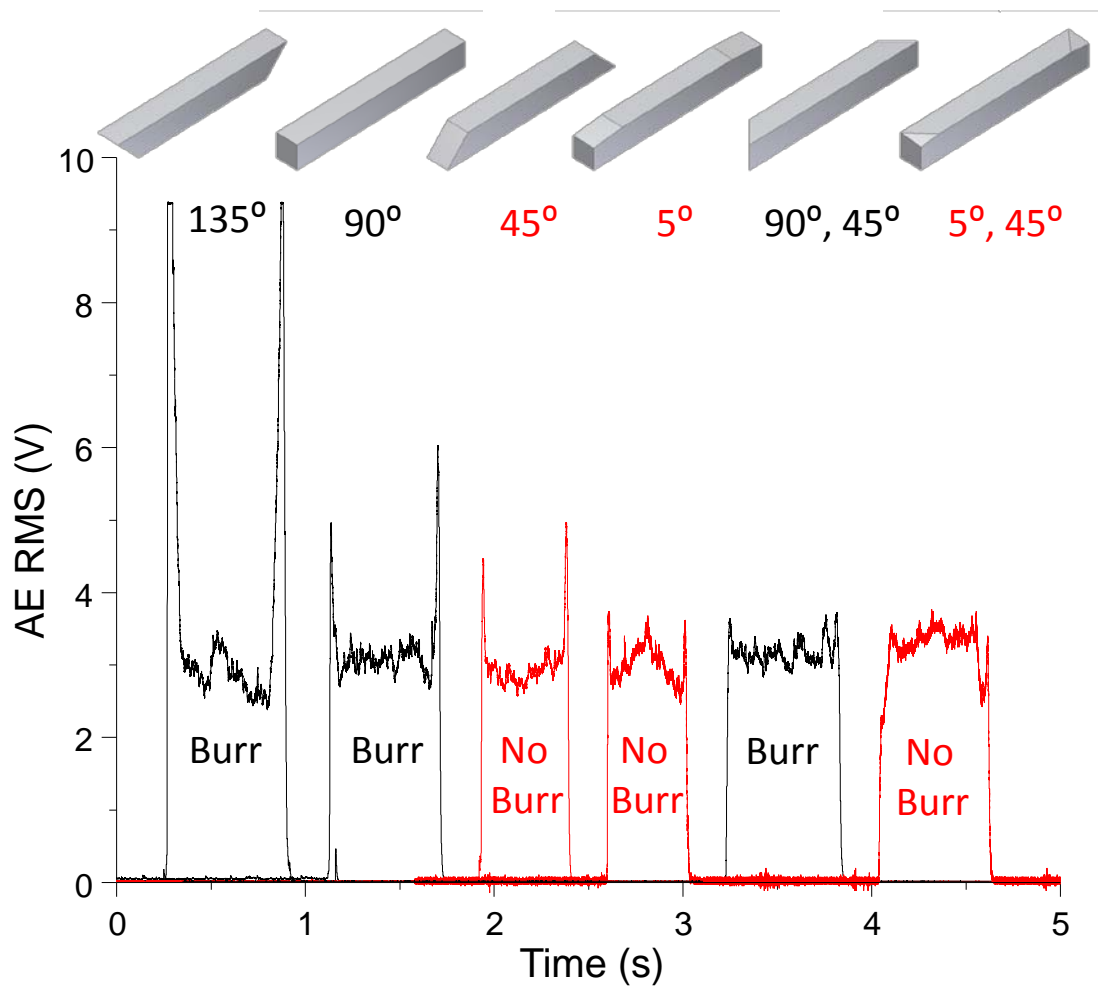 10
135º 90º 45º 5º 90º, 45º 5º, 45º
8
6
AE RMS (V)
4
2
Burr Burr No Burr No Burr Burr No Burr
0
0 1 2 3 4 5
Time (s)